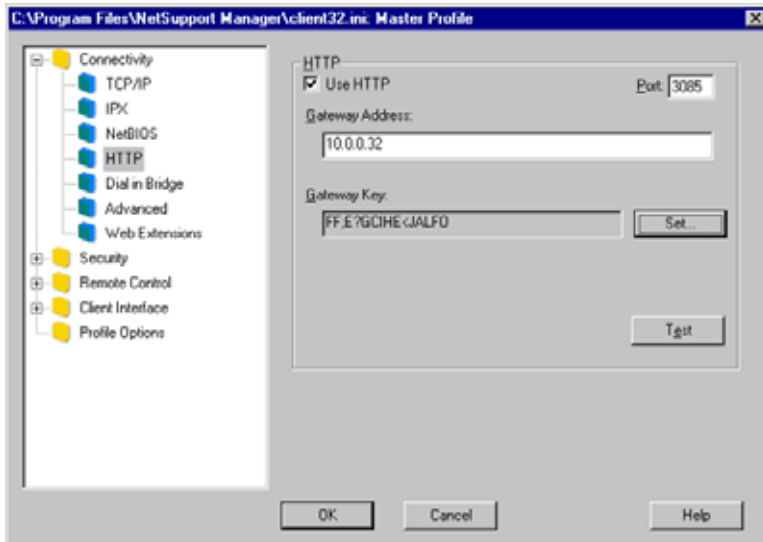 C:\Program Files\NetSupport Manager\client32.ini: Master Profile
Connectivity
TCP/IP
IPX
NetBIOS
HTTP
Dial in Bridge
Advanced
Web Extensions
Security
Remote Control
Client Interface
Profile Options
HTTP
Use HTTP
Port: 3085
Gateway Address:
10.0.0.32
Gateway Key:
FF,E?GCIHE<JALFO
Set...
Test
OK
Cancel
Help